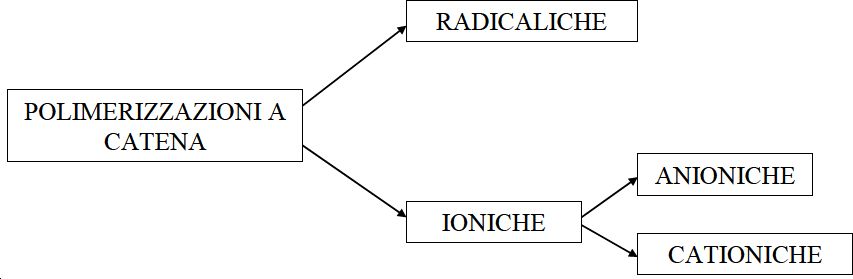 RADICALICHE
POLIMERIZZAZIONI A
CATENA
ANIONICHE
IONICHE
CATIONICHE